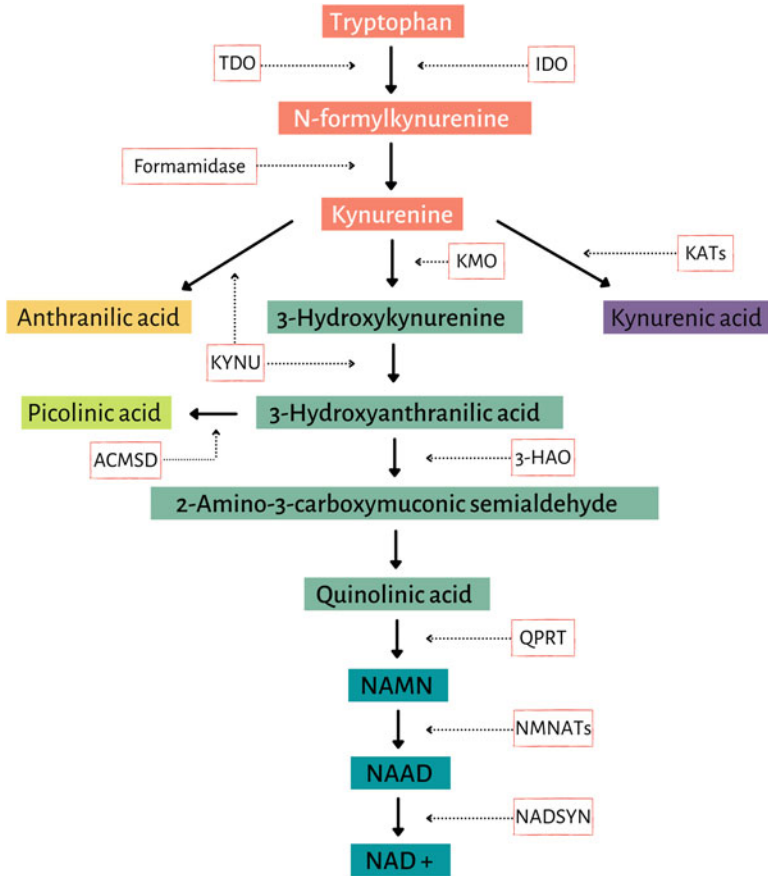 Tryptophan
TDO
IDO
N-formylkynurenine
Formamidase
Kynurenine
KMO
KATs
Anthranilic acid
3-Hydroxykynurenine
Kynurenic acid
KYNU
Picolinic acid
3-Hydroxyanthranilic acid
ACMSD
3-HAO
2-Amino-3-carboxymuconic semialdehyde
Quinolinic acid
QPRT
NAMN
NMNATs
NAAD
NADSYN
NAD +